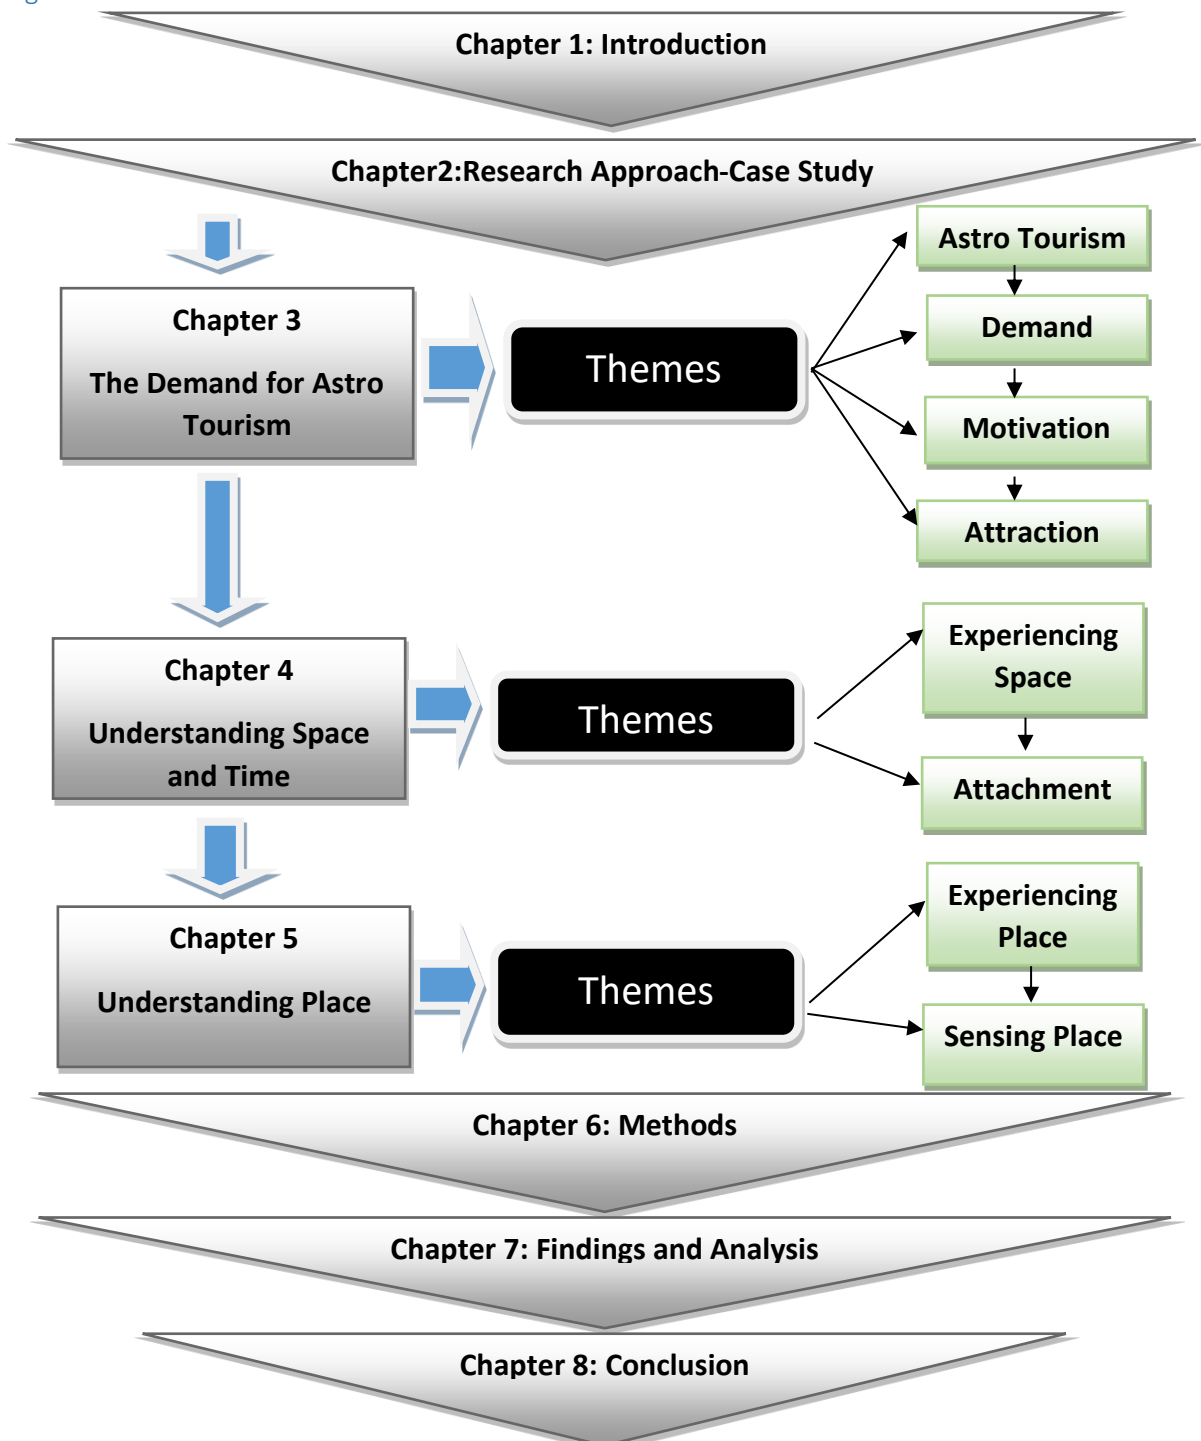 Chapter 1: Introduction
Chapter2:Research Approach-Case Study
Chapter 3
The Demand for Astro
Tourism
Themes
Astro Tourism
Demand
Motivation
Attraction
Chapter 4
Understanding Space
and Time
Themes
Experiencing
Space
Attachment
Chapter 5
Understanding Place
Themes
Experiencing
Place
Sensing Place
Chapter 6: Methods
Chapter 7: Findings and Analysis
Chapter 8: Conclusion